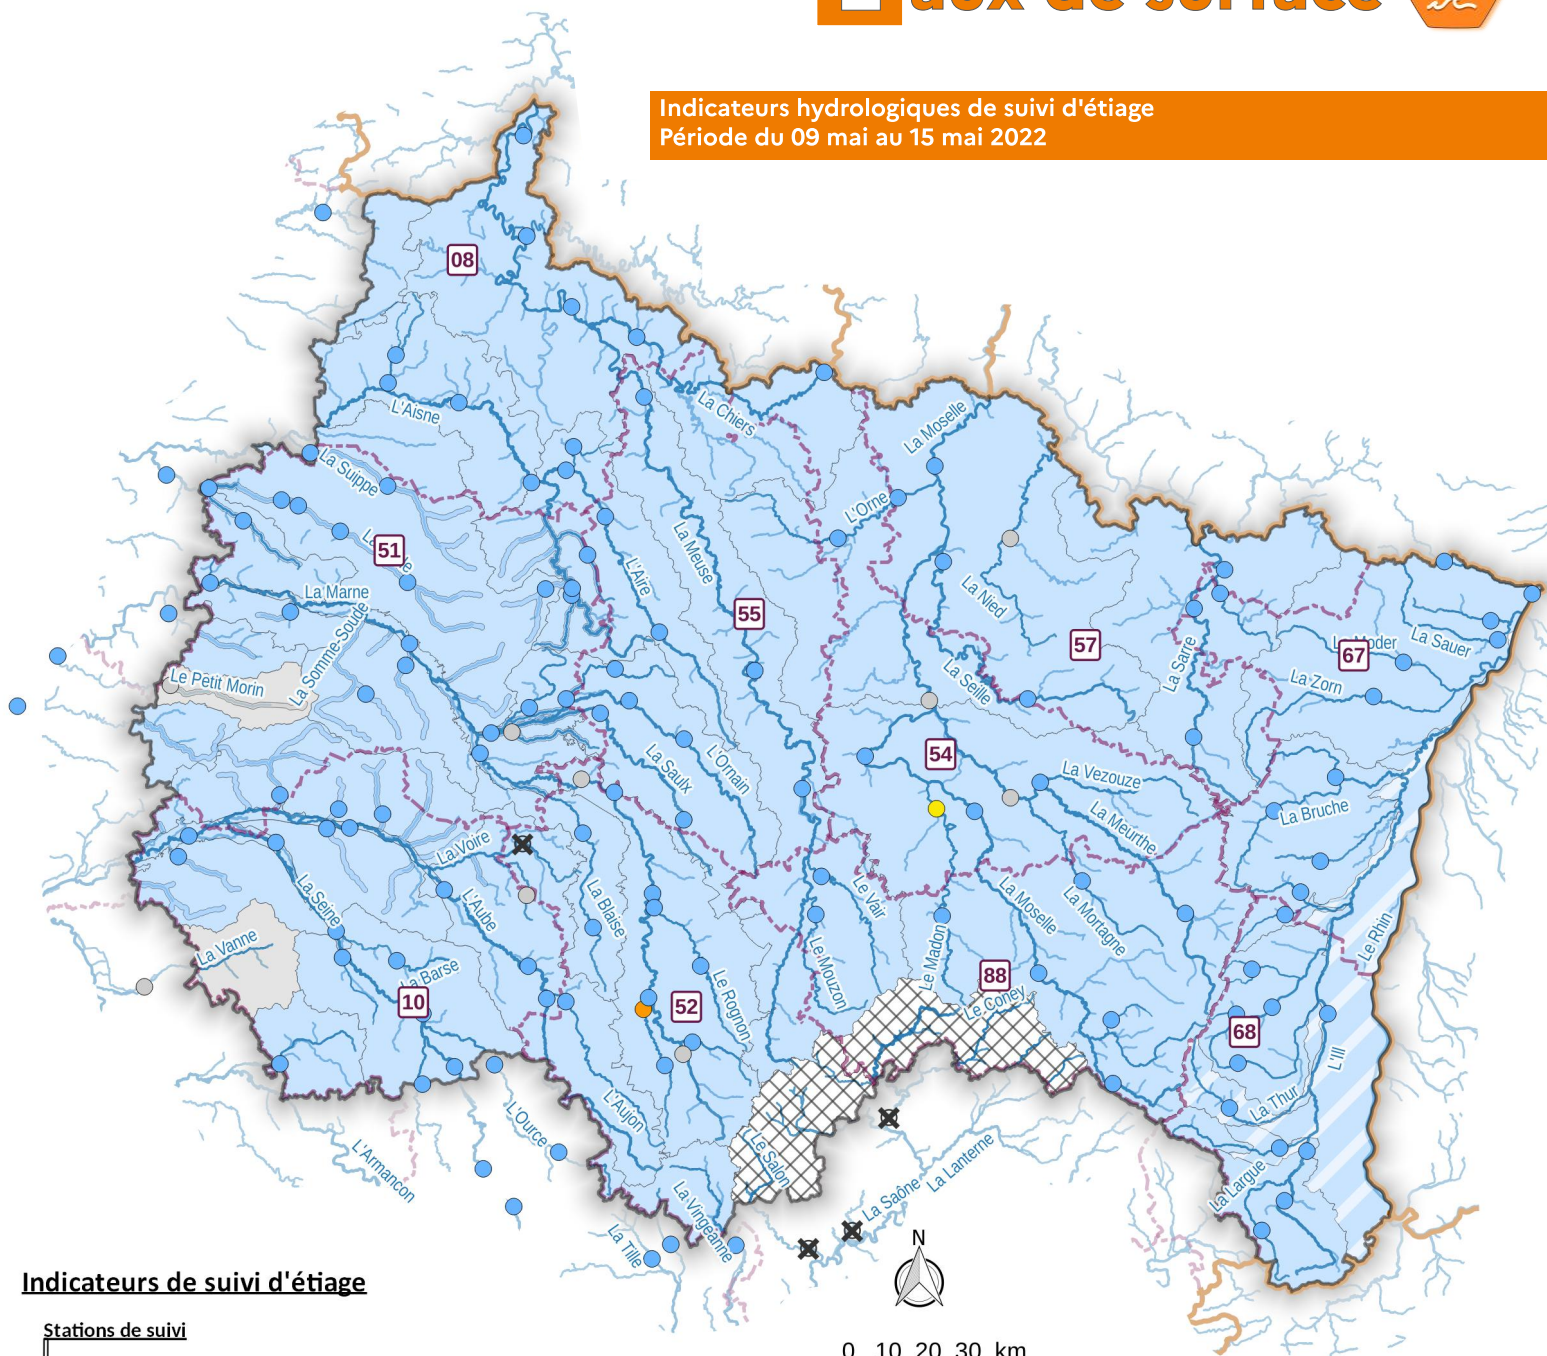 aux de surface
Indicateurs hydrologiques de suivi d'étiage
Période du 09 mai au 15 mai 2022
08
L'Aisne
La Chiers
La Moselle
La Suippe
L'Orne
51
La Meuse
L'Aire
La Nied
La Marne
La Somme-Soude
55
57
67
La Sauer
La Sarre
Le Petit Morin
La Seille
La Zorn
54
La Saulx
L'Ornain
La Vezouze
La Meurthe
La Bruche
La Voire
La Seine
L'Aube
La Blaise
Le Vair
La Moselle
La Mortagne
La Vanne
La Barse
Le Rhin
Le Madon
Le Mouzon
88
Le Coney
10
52
Le Rognon
68
L'Ill
La Thur
L'Ource
L'Aujon
L'Armançon
Le Salon
La Lanterne
La Saône
La Largue
La Vingeanne
La Tille
N
Indicateurs de suivi d'étiage
Stations de suivi
0 10 20 30 km